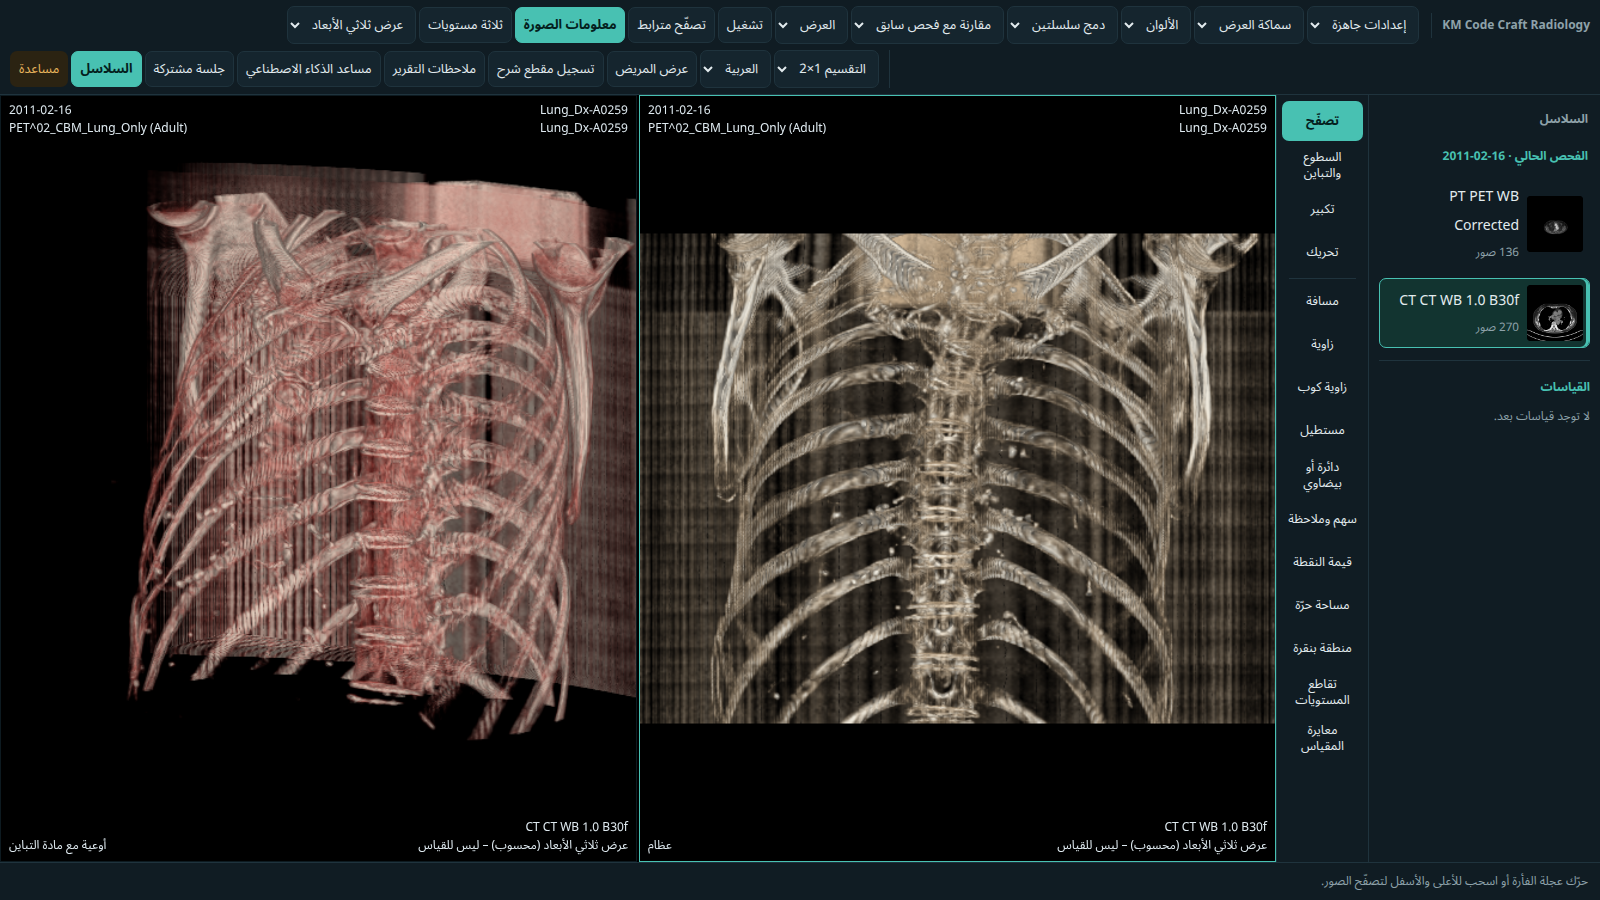 KM Code Craft Radiology
إعدادات جاهزة
سماكة العرض
الألوان
دمج سلسلتين
مقارنة مع فحص سابق
العرض
تشغيل
تصفّح مترابط
معلومات الصورة
ثلاثة مستويات
عرض ثلاثي الأبعاد
التقسيم 1×2
العربية
عرض المريض
تسجيل مقطع شرح
ملاحظات التقرير
مساعد الذكاء الاصطناعي
جلسة مشتركة
السلاسل
مساعدة
السلاسل
الفحص الحالي · 2011-02-16
PT PET WB
Corrected
136 صور
CT CT WB 1.0 B30f
270 صور
القياسات
لا توجد قياسات بعد.
تصفّح
السطوع
والتباين
تكبير
تحريك
مسافة
زاوية
زاوية كوب
مستطيل
دائرة أو
بيضاوي
سهم وملاحظة
قيمة النقطة
مساحة حرّة
منطقة بنقرة
تقاطع
المستويات
معايرة
المقياس
2011-02-16
PET^02_CBM_Lung_Only (Adult)
Lung_Dx-A0259
Lung_Dx-A0259
CT CT WB 1.0 B30f
عرض ثلاثي الأبعاد (محسوب) – ليس للقياس
عظام
2011-02-16
PET^02_CBM_Lung_Only (Adult)
Lung_Dx-A0259
Lung_Dx-A0259
CT CT WB 1.0 B30f
عرض ثلاثي الأبعاد (محسوب) – ليس للقياس
أوعية مع مادة التباين
حرّك عجلة الفأرة أو اسحب للأعلى والأسفل لتصفّح الصور.